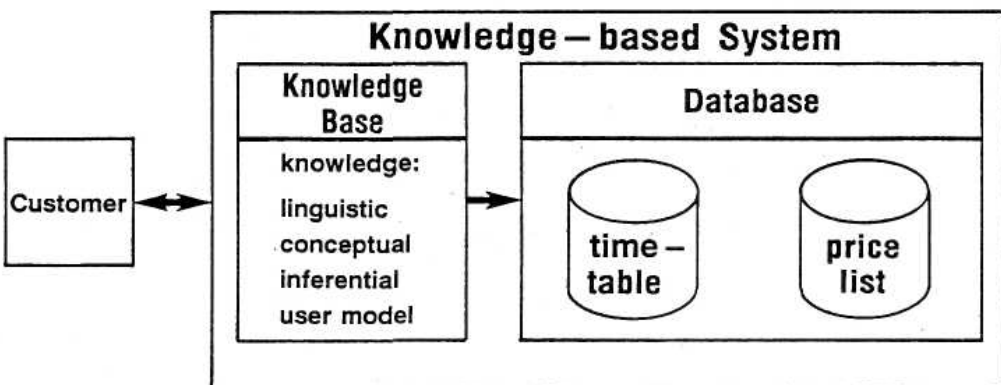 Knowledge – based System
Knowledge
Base
Database
Customer
knowledge:
linguistic
conceptual
inferential
user model
time –
table
price
list